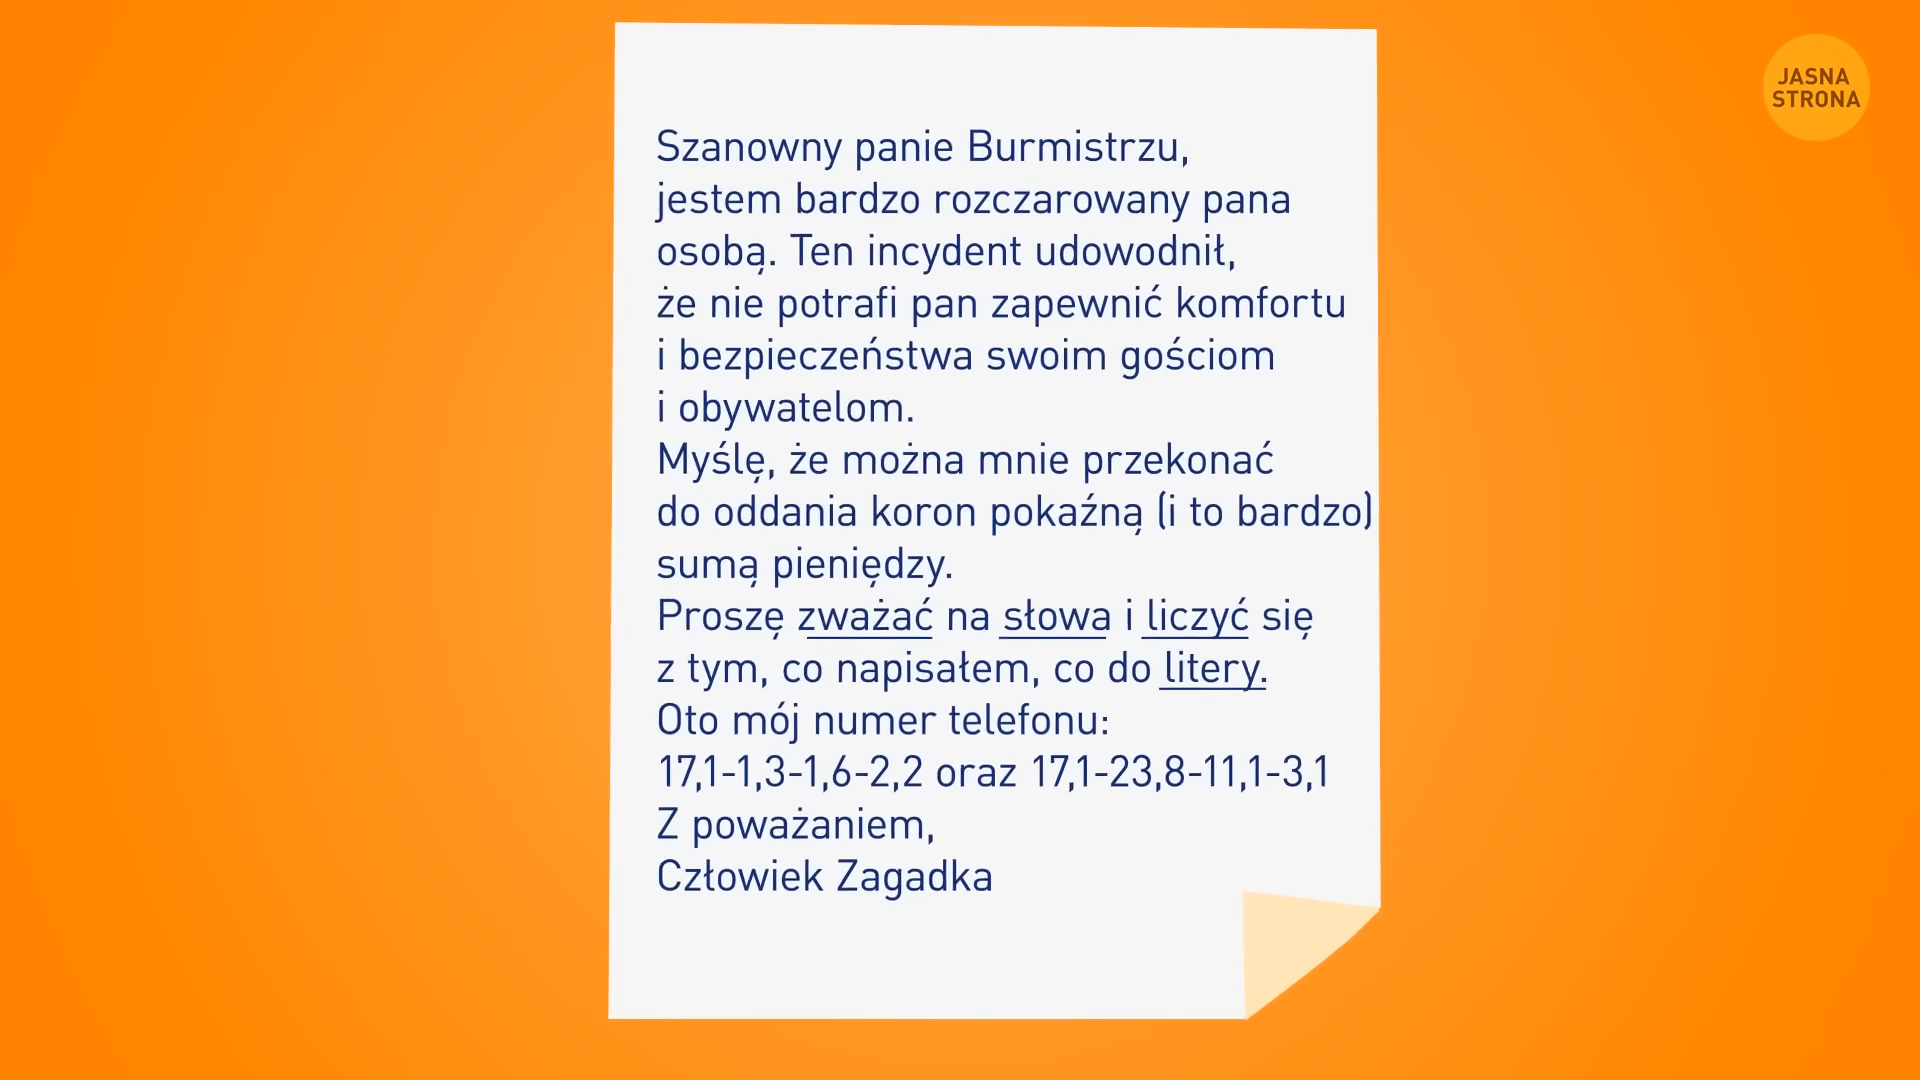 JASNA
STRONA
Szanowny panie Burmistrzu,
jestem bardzo rozczarowany pana
osobą. Ten incydent udowodnił,
że nie potrafi pan zapewnić komfortu
i bezpieczeństwa swoim gościom
i obywatelom.
Myślę, że można mnie przekonać
do oddania koron pokaźną (i to bardzo)
sumą pieniędzy.
Proszę zważać na słowa i liczyć się
z tym, co napisałem, co do litery.
Oto mój numer telefonu:
17,1-1,3-1,6-2,2 oraz 17,1-23,8-11,1-3,1
Z poważaniem,
Człowiek Zagadka